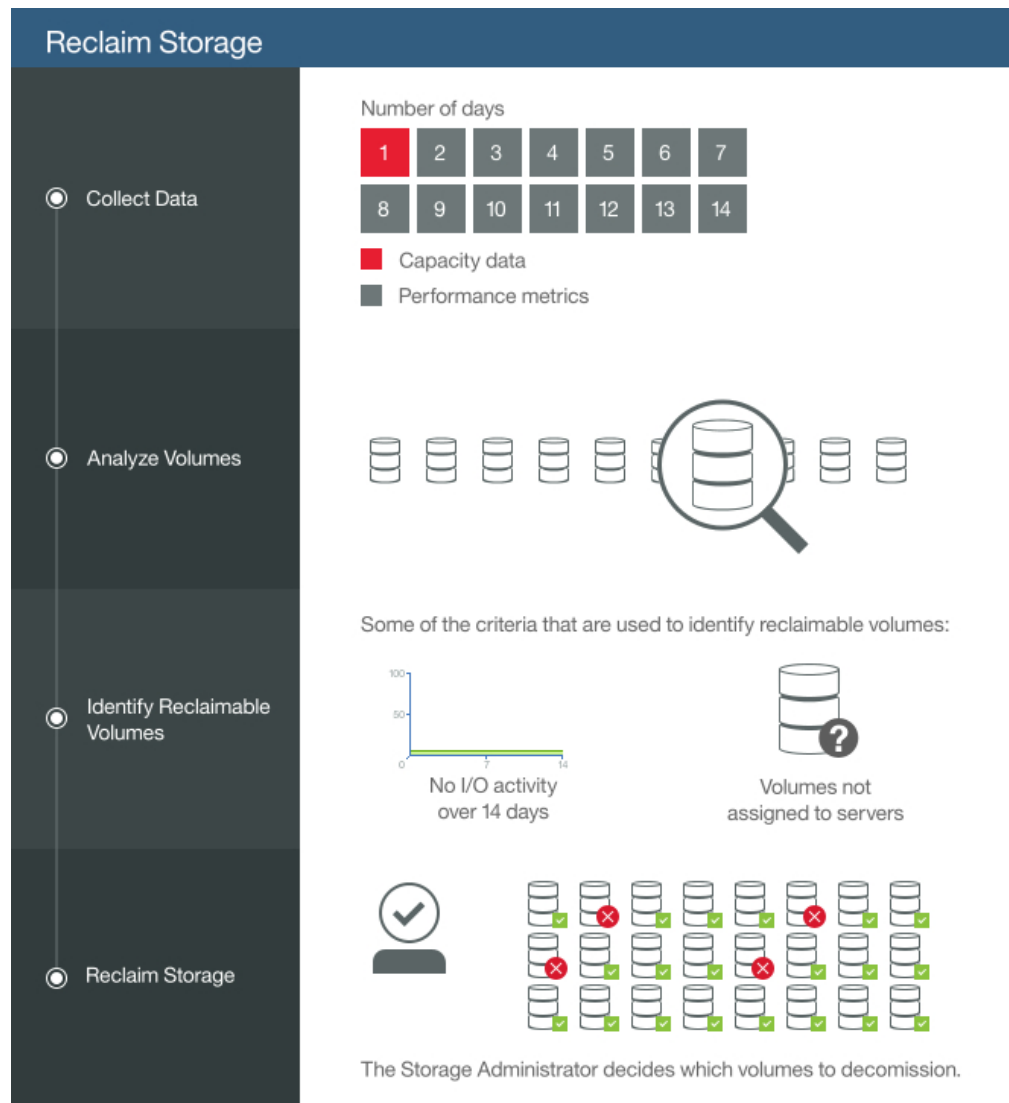 Reclaim Storage
Collect Data
Number of days
1 2 3 4 5 6 7
8 9 10 11 12 13 14
Capacity data
Performance metrics
Analyze Volumes
Identify Reclaimable
Volumes
Some of the criteria that are used to identify reclaimable volumes:
100
50
0 7 14
No I/O activity
over 14 days
?
Volumes not
assigned to servers
Reclaim Storage
The Storage Administrator decides which volumes to decomission.